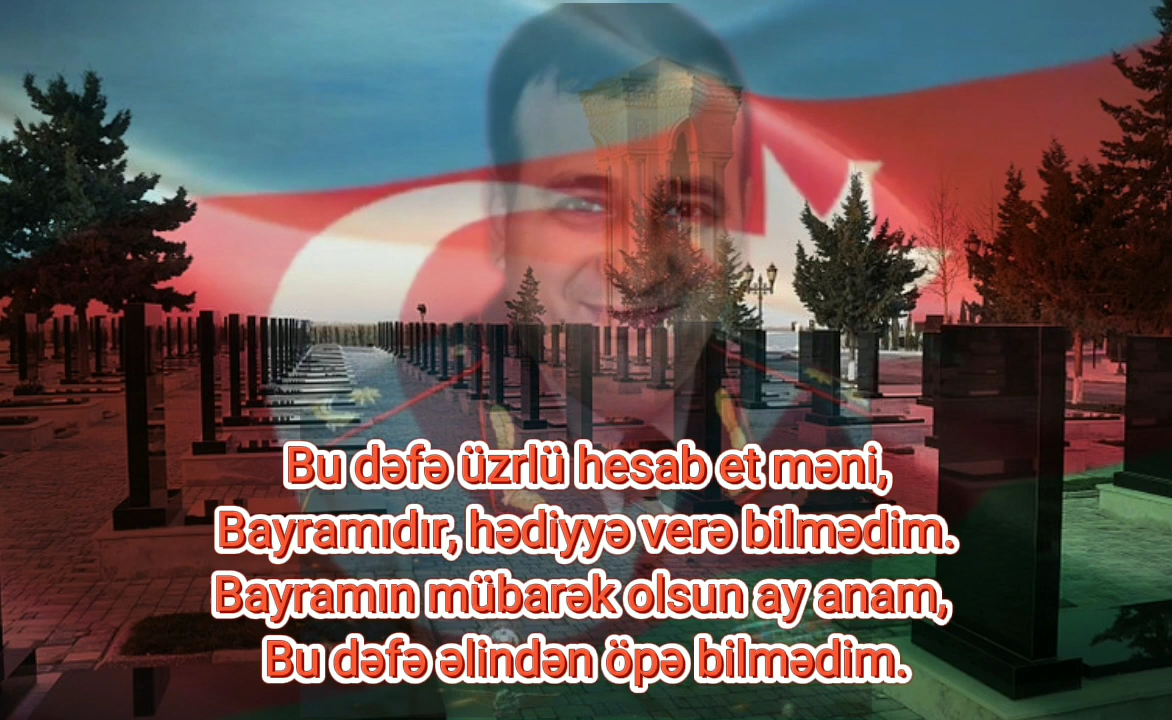 Bu dəfə üzrlü hesab et məni,
Bayramıdır, hədiyyə verə bilmədim.
Bayramın mübarək olsun ay anam,
Bu dəfə əlindən öpə bilmədim.